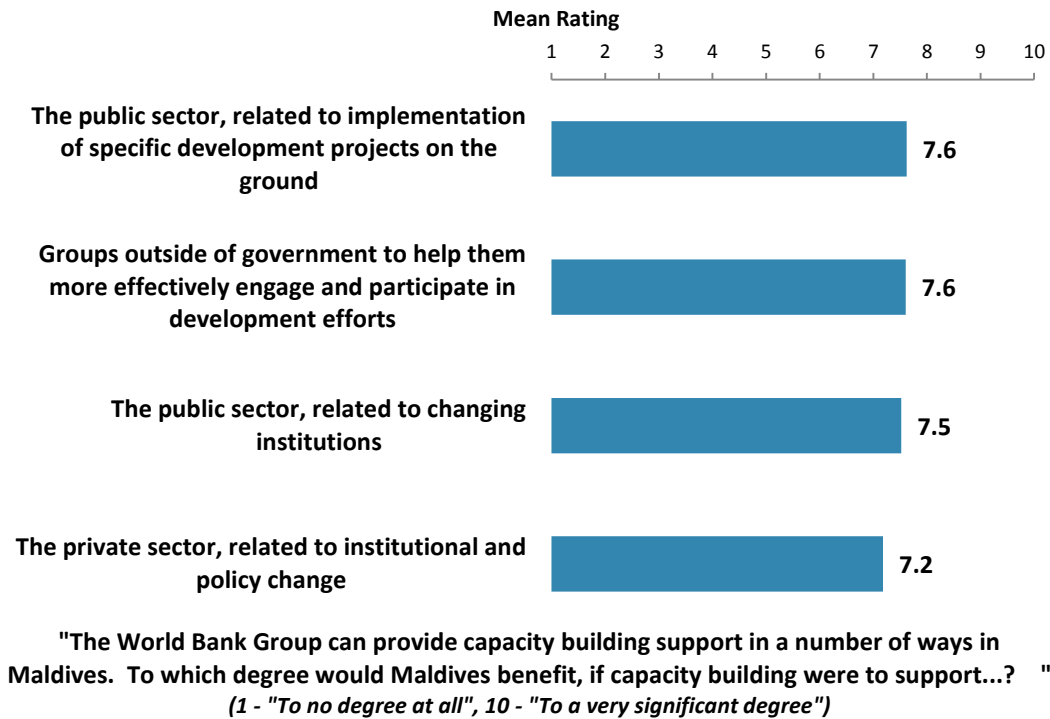 Mean Rating
1 2 3 4 5 6 7 8 9 10
The public sector, related to implementation
of specific development projects on the
ground
7.6
Groups outside of government to help them
more effectively engage and participate in
development efforts
7.6
The public sector, related to changing
institutions
7.5
The private sector, related to institutional and
policy change
7.2
"The World Bank Group can provide capacity building support in a number of ways in
Maldives.  To which degree would Maldives benefit, if capacity building were to support...?    "
(1 - "To no degree at all", 10 - "To a very significant degree")